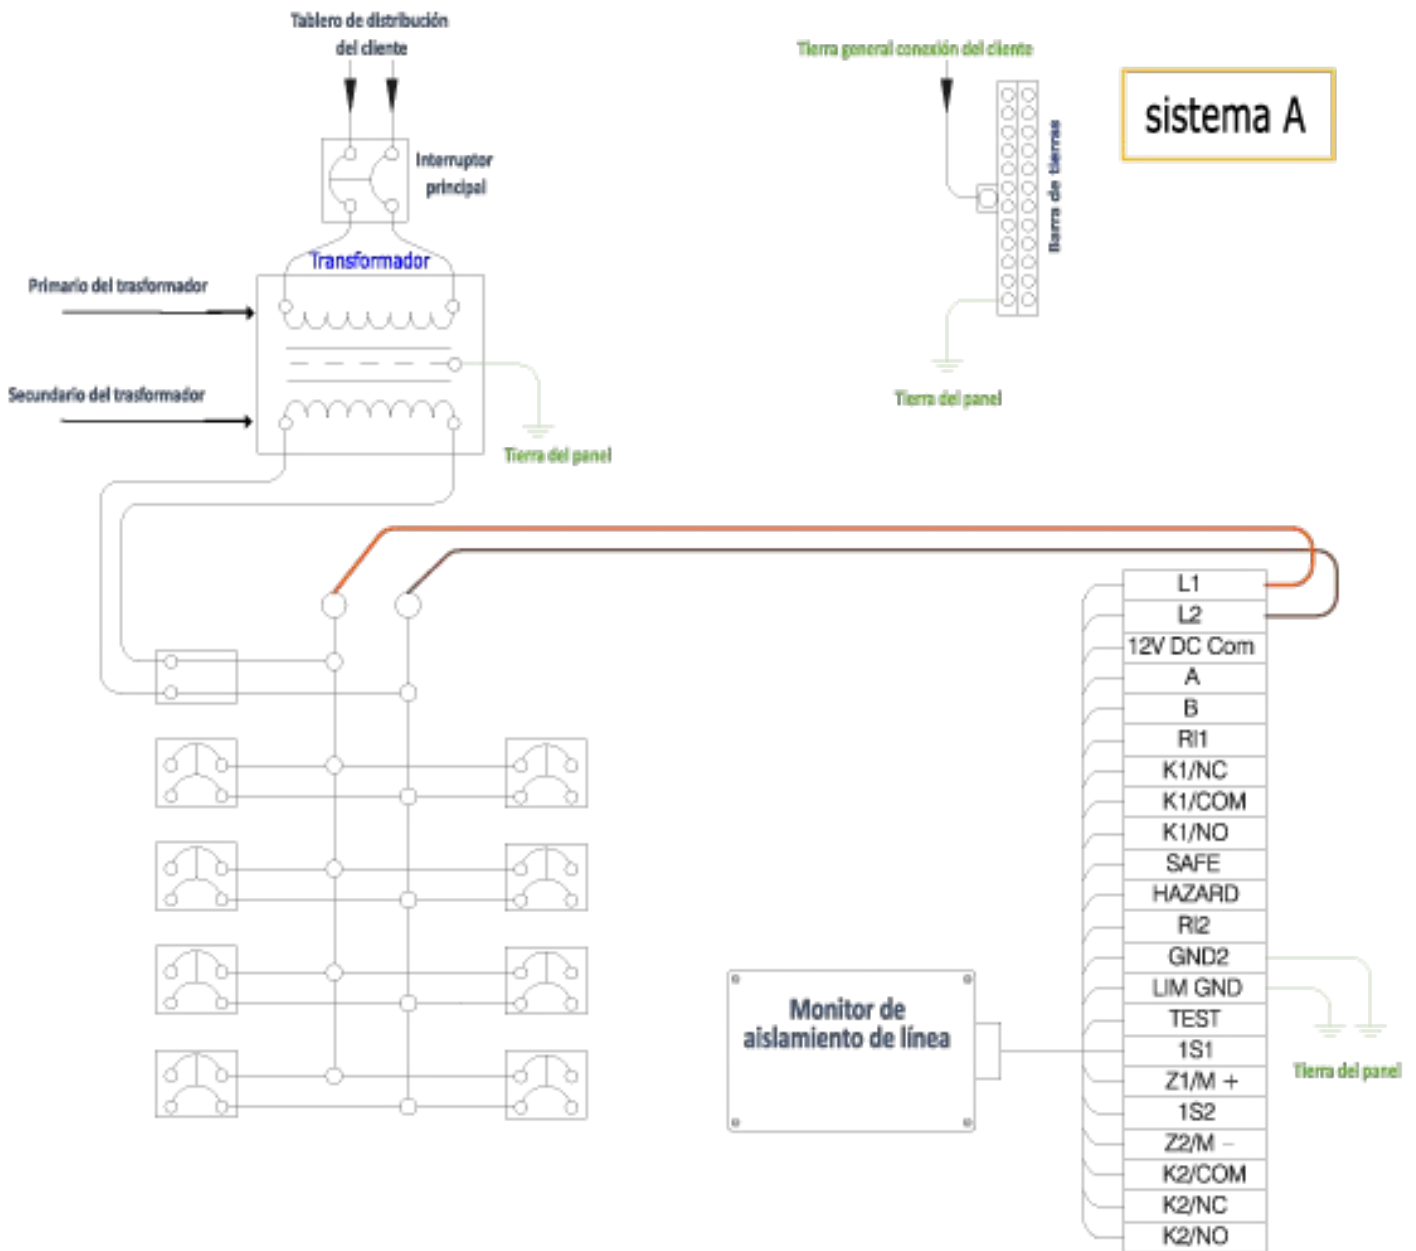 Tablero de distribución
del cliente
Tierra general conexión del cliente
sistema A
Interruptor
principal
Barra de tierras
Transformador
Primario del trasformador
Secundario del trasformador
Tierra del panel
Tierra del panel
L1
L2
12V DC Com
A
B
RI1
K1/NC
K1/COM
K1/NO
SAFE
HAZARD
RI2
GND2
LIM GND
TEST
1S1
Z1/M +
1S2
Z2/M −
K2/COM
K2/NC
K2/NO
Monitor de
aislamiento de línea
Tierra del panel